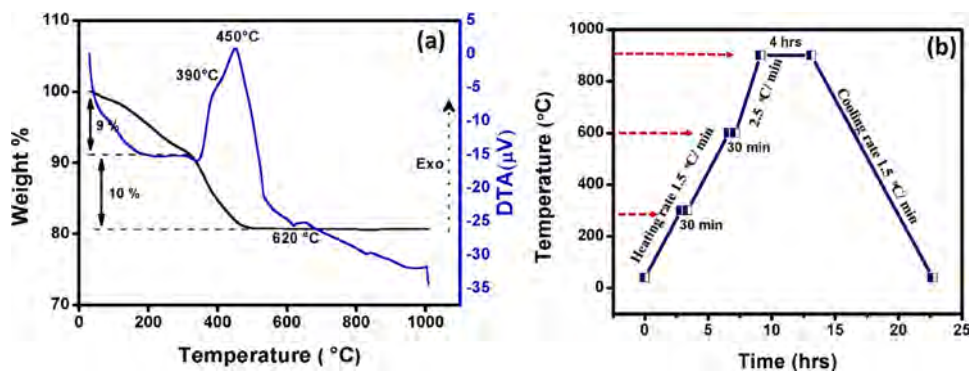 (a)
110
100
90
80
70
Weight %
0
200
400
600
800
1000
Temperature ( °C)
5
0
-5
-10
-15
-20
-25
-30
-35
DTA(μV)
450°C
390°C
9 %
10 %
620 °C
Exo
(b)
1000
800
600
400
200
0
Temperature (°C)
0
5
10
15
20
25
Time (hrs)
4 hrs
Heating rate 1.5 °C/ min
30 min
30 min
2.5 °C/ min
Cooling rate 1.5 °C/ min